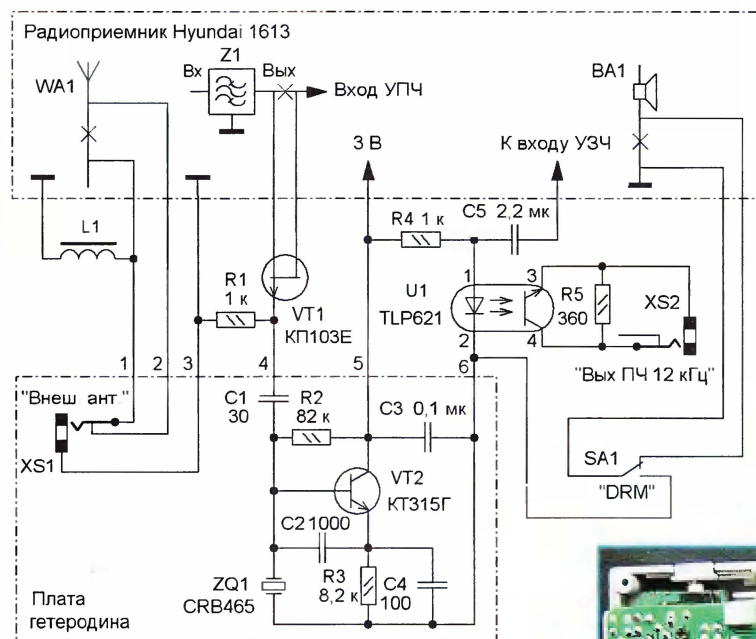 Радиоприемник Hyundai 1613
Z1
Вх
Вых
WA1
Вход УПЧ
BA1
3 В
К входу УЗЧ
L1
R4 1 к
C5 2,2 мк
R1
1 к
VT1
КП103Е
1
3
U1
TLP621
R5
360
XS2
2
4
1
2
3
4
5
6
"Вых ПЧ 12 кГц"
"Внеш. ант."
C1
30
R2
82 к
C3 0,1 мк
XS1
VT2
КТ315Г
SA1
"DRM"
C2 1000
ZQ1
CRB465
R3
8,2 к
C4
100
Плата
гетеродина